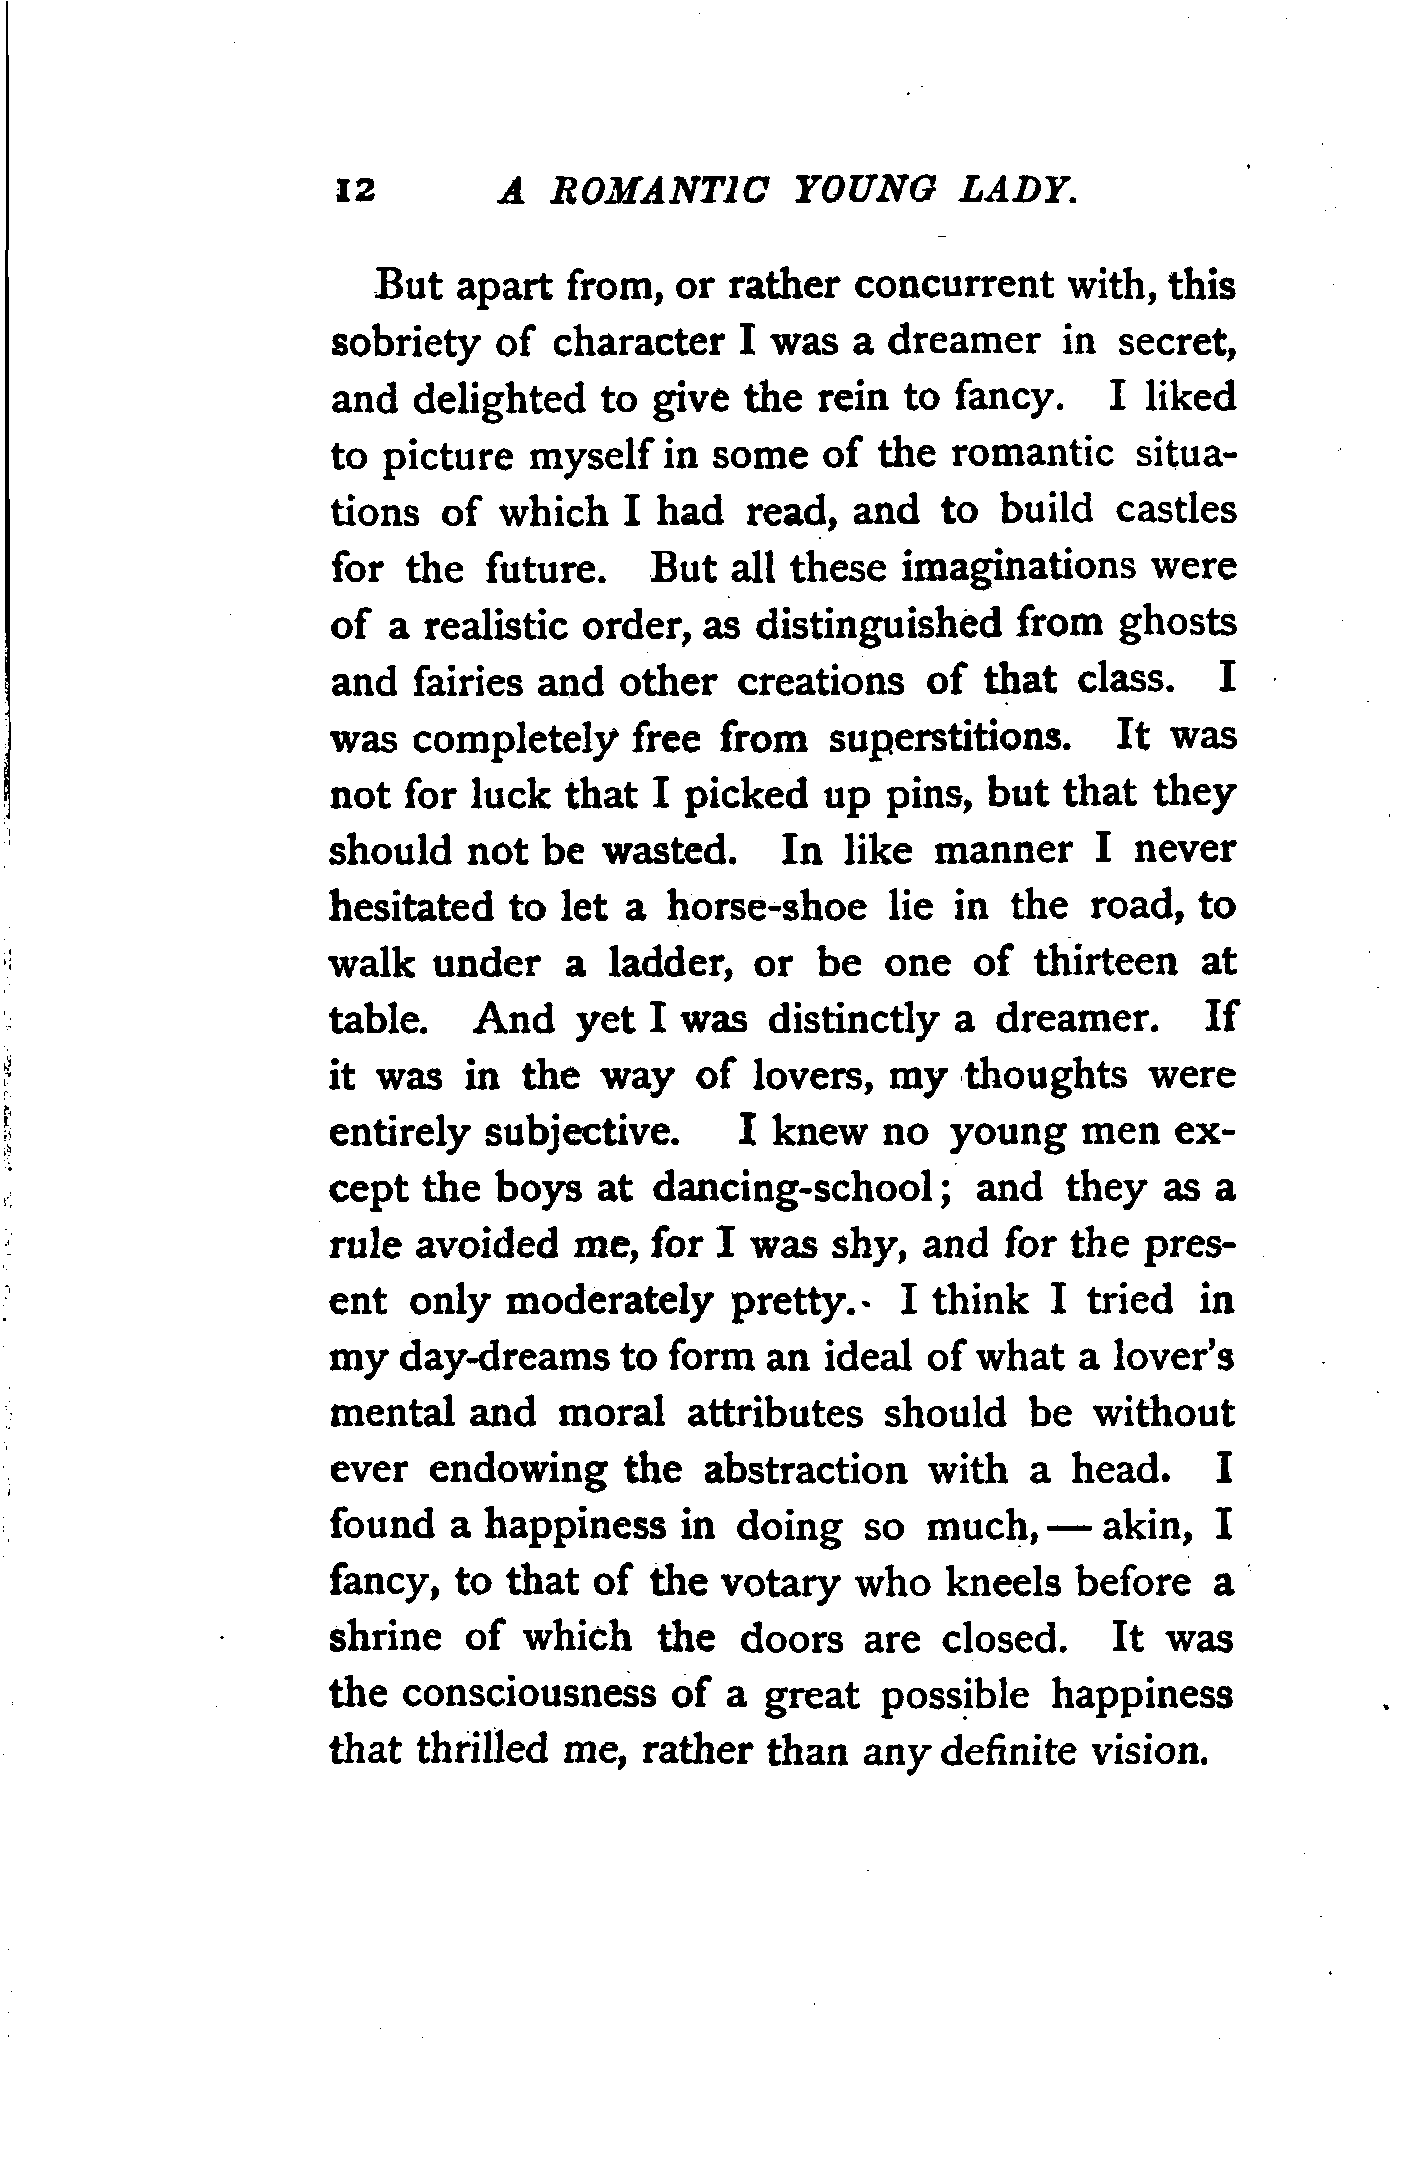 12 A ROMANTIC YOUNG LADY.
But apart from, or rather concurrent with, this
sobriety of character I was a dreamer in secret,
and delighted to give the rein to fancy. I liked
to picture myself in some of the romantic situa-
tions of which I had read, and to build castles
for the future. But all these imaginations were
of a realistic order, as distinguished from ghosts
and fairies and other creations of that class. I
was completely free from superstitions. It was
not for luck that I picked up pins, but that they
should not be wasted. In like manner I never
hesitated to let a horse-shoe lie in the road, to
walk under a ladder, or be one of thirteen at
table. And yet I was distinctly a dreamer. If
it was in the way of lovers, my thoughts were
entirely subjective. I knew no young men ex-
cept the boys at dancing-school; and they as a
rule avoided me, for I was shy, and for the pres-
ent only moderately pretty. I think I tried in
my day-dreams to form an ideal of what a lover's
mental and moral attributes should be without
ever endowing the abstraction with a head. I
found a happiness in doing so much, — akin, I
fancy, to that of the votary who kneels before a
shrine of which the doors are closed. It was
the consciousness of a great possible happiness
that thrilled me, rather than any definite vision.